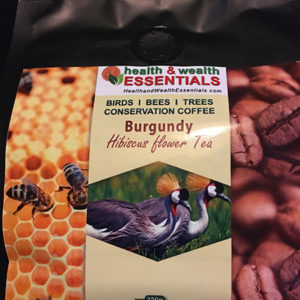 health & wealth
ESSENTIALS
HealthandWealthEssentials.com
BIRDS I BEES I TREES
CONSERVATION COFFEE
Burgundy
Hibiscus flower Tea